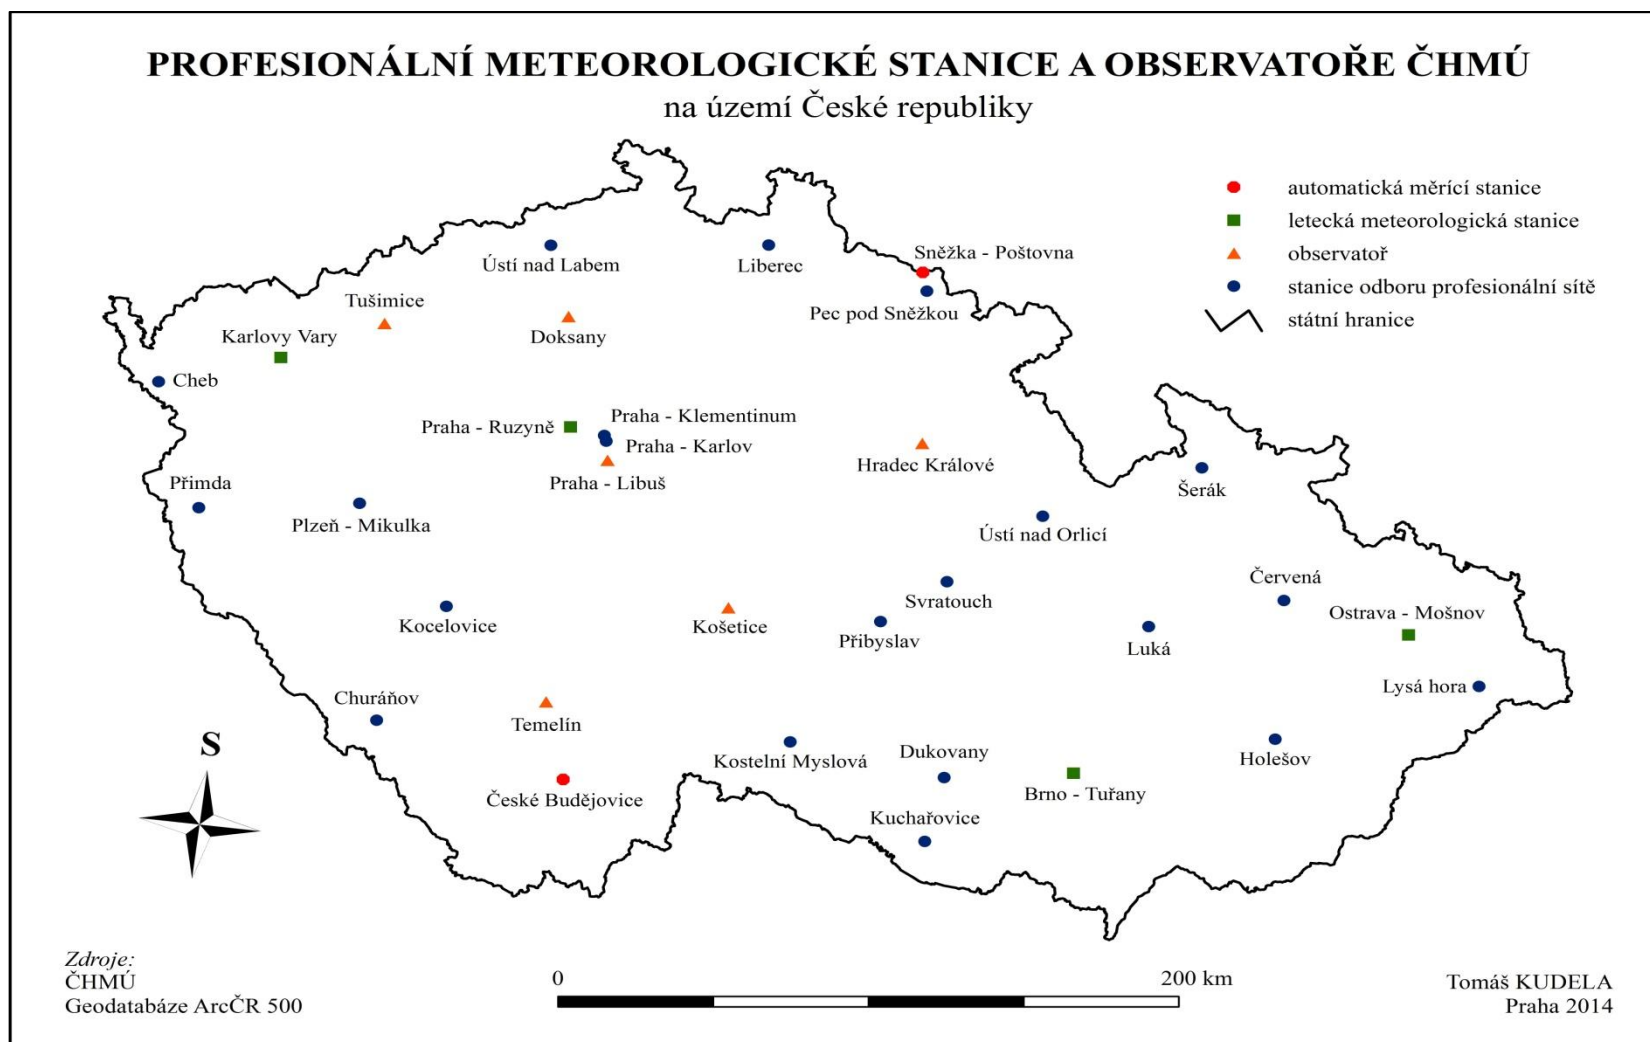 PROFESIONÁLNÍ METEOROLOGICKÉ STANICE A OBSERVATOŘE ČHMÚ
na území České republiky
automatická měrící stanice
letecká meteorologická stanice
observatoř
stanice odboru profesionální sítě
státní hranice
Sněžka - Poštovna
Ústí nad Labem
Liberec
Tušimice
Pec pod Sněžkou
Karlovy Vary
Doksany
Cheb
Praha - Klementinum
Praha - Ruzyně
Praha - Karlov
Hradec Králové
Přimda
Praha - Libuš
Šerák
Plzeň - Mikulka
Ústí nad Orlicí
Červená
Svratouch
Ostrava - Mošnov
Kocelovice
Košetice
Přibyslav
Luká
Lysá hora
Churáňov
Temelín
S
Kostelní Myslová
Dukovany
Holešov
České Budějovice
Brno - Tuřany
Kuchařovice
Zdroje:
ČHMÚ
Geodatabáze ArcČR 500
0
200 km
Tomáš KUDELA
Praha 2014